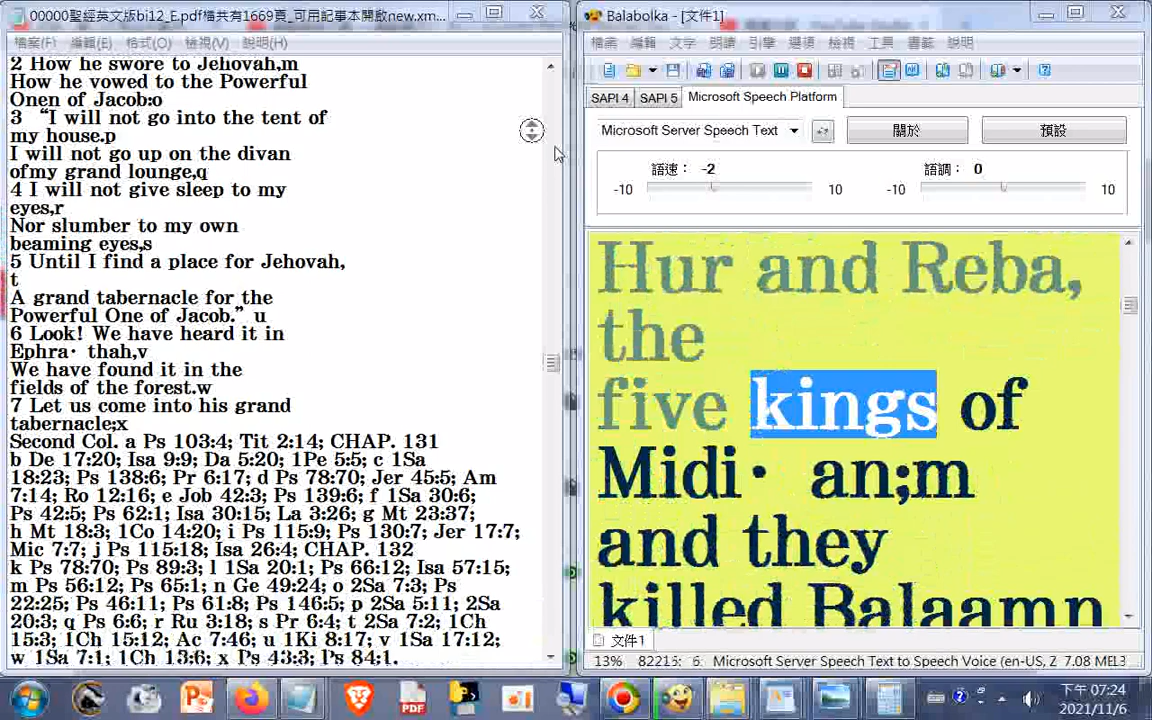 00000聖經英文版bi12_E.pdf檔共有1669頁_可用記事本開啟new.xm...
檔案(F) 編輯(E) 格式(O) 檢視(V) 說明(H)
2 How he swore to Jehovah,m
How he vowed to the Powerful
Onen of Jacob:o
3 “I will not go into the tent of
my house.p
I will not go up on the divan
ofmy grand lounge,q
4 I will not give sleep to my
eyes,r
Nor slumber to my own
beaming eyes,s
5 Until I find a place for Jehovah,
t
A grand tabernacle for the
Powerful One of Jacob.” u
6 Look! We have heard it in
Ephra· thah,v
We have found it in the
fields of the forest.w
7 Let us come into his grand
tabernacle;x
Second Col. a Ps 103:4; Tit 2:14; CHAP. 131
b De 17:20; Isa 9:9; Da 5:20; 1Pe 5:5; c 1Sa
18:23; Ps 138:6; Pr 6:17; d Ps 78:70; Jer 45:5; Am
7:14; Ro 12:16; e Job 42:3; Ps 139:6; f 1Sa 30:6;
Ps 42:5; Ps 62:1; Isa 30:15; La 3:26; g Mt 23:37;
h Mt 18:3; 1Co 14:20; i Ps 115:9; Ps 130:7; Jer 17:7;
Mic 7:7; j Ps 115:18; Isa 26:4; CHAP. 132
k Ps 78:70; Ps 89:3; l 1Sa 20:1; Ps 66:12; Isa 57:15;
m Ps 56:12; Ps 65:1; n Ge 49:24; o 2Sa 7:3; Ps
22:25; Ps 46:11; Ps 61:8; Ps 146:5; p 2Sa 5:11; 2Sa
20:3; q Ps 6:6; r Ru 3:18; s Pr 6:4; t 2Sa 7:2; 1Ch
15:3; 1Ch 15:12; Ac 7:46; u 1Ki 8:17; v 1Sa 17:12;
w 1Sa 7:1; 1Ch 13:6; x Ps 43:3; Ps 84:1.
Balabolka - [文件1]
檔案 編輯 文字 朗讀 引擎 選項 檢視 工具 書籤 說明
SAPI 4 SAPI 5 Microsoft Speech Platform
Microsoft Server Speech Text 關於 預設
語速： -2 語調： 0
-10 10 -10 10
Hur and Reba,
the
five kings of
Midi· an;m
and they
killed Balaamn
文件1
13% 82215: 6: Microsoft Server Speech Text to Speech Voice (en-US, Z 7.08 MB
PDF
下午 07:24
2021/11/6